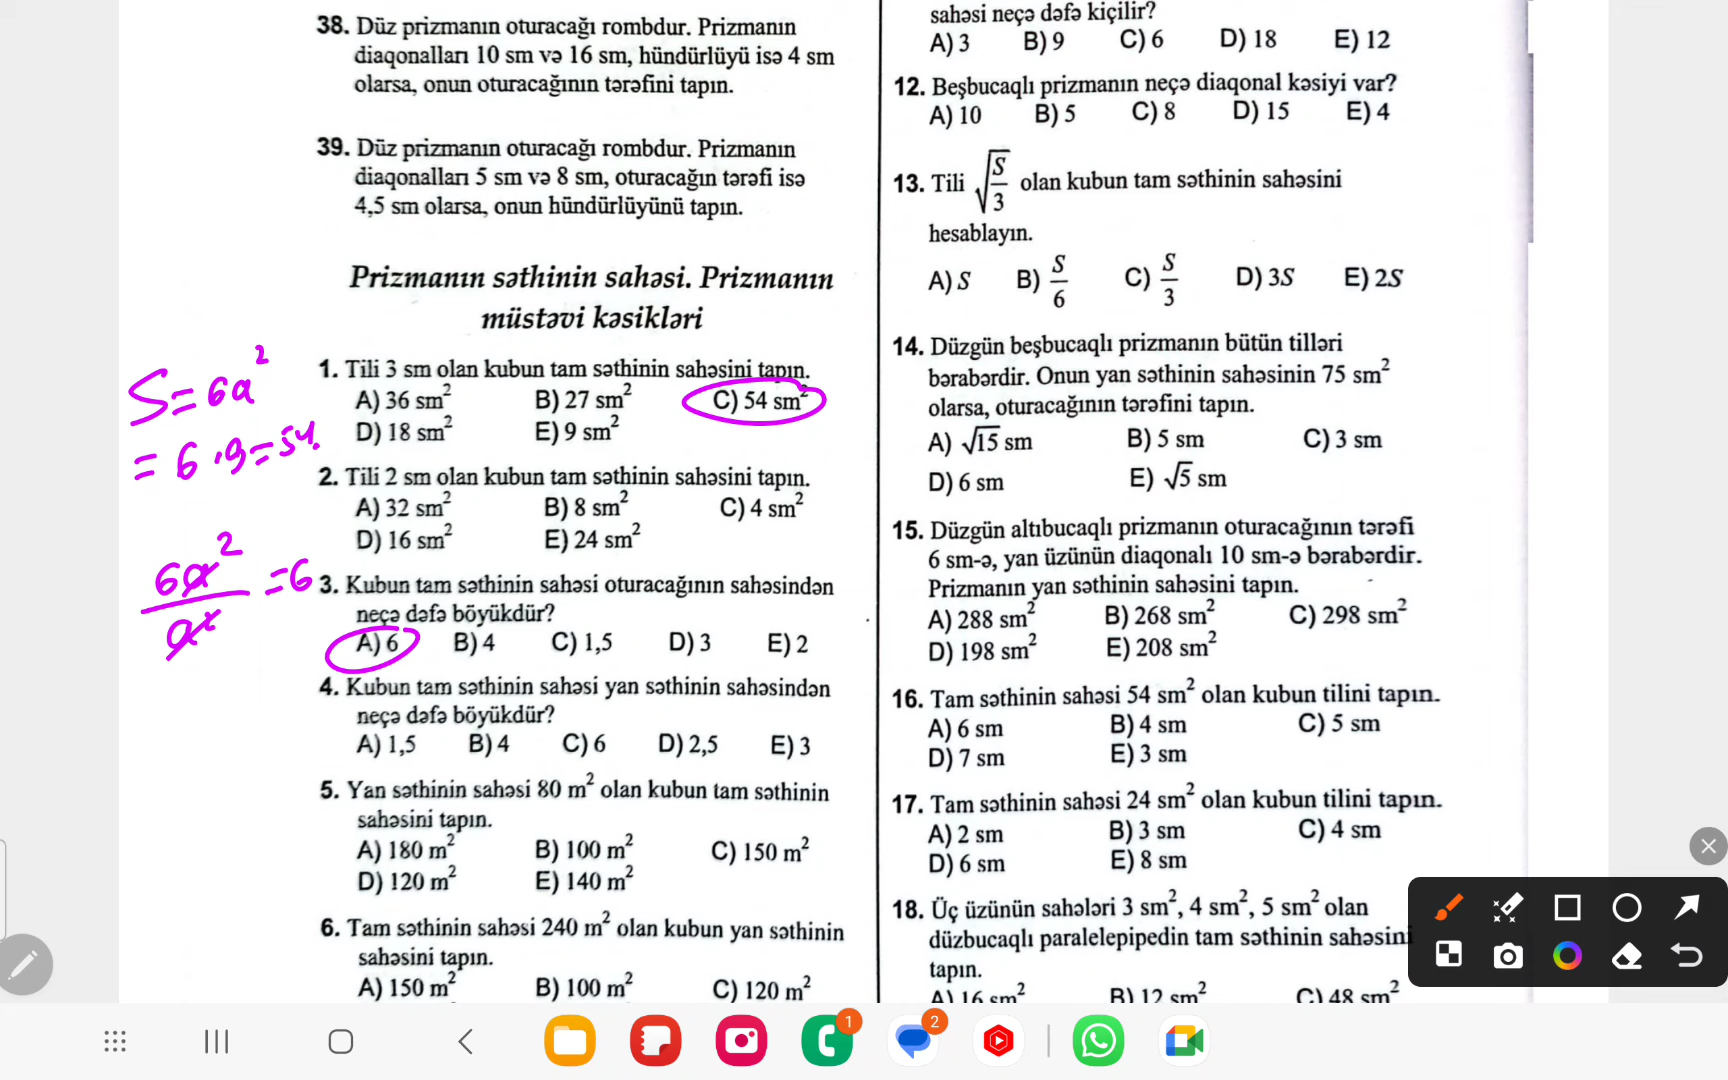 38. Düz prizmanın oturacağı rombdur. Prizmanın
diaqonalları 10 sm və 16 sm, hündürlüyü isə 4 sm
olarsa, onun oturacağının tərəfini tapın.
39. Düz prizmanın oturacağı rombdur. Prizmanın
diaqonalları 5 sm və 8 sm, oturacağın tərəfi isə
4,5 sm olarsa, onun hündürlüyünü tapın.
Prizmanın səthinin sahəsi. Prizmanın
müstəvi kəsikləri
1. Tili 3 sm olan kubun tam səthinin sahəsini tapın.
A) 36 sm² B) 27 sm² C) 54 sm²
D) 18 sm² E) 9 sm²
S=6a²
= 6 · 9 = 54.
2. Tili 2 sm olan kubun tam səthinin sahəsini tapın.
A) 32 sm² B) 8 sm² C) 4 sm²
D) 16 sm² E) 24 sm²
3. Kubun tam səthinin sahəsi oturacağının sahəsindən
neçə dəfə böyükdür?
A) 6 B) 4 C) 1,5 D) 3 E) 2
6a²/a² = 6
4. Kubun tam səthinin sahəsi yan səthinin sahəsindən
neçə dəfə böyükdür?
A) 1,5 B) 4 C) 6 D) 2,5 E) 3
5. Yan səthinin sahəsi 80 m² olan kubun tam səthinin
sahəsini tapın.
A) 180 m² B) 100 m² C) 150 m²
D) 120 m² E) 140 m²
6. Tam səthinin sahəsi 240 m² olan kubun yan səthinin
sahəsini tapın.
A) 150 m² B) 100 m² C) 120 m²
sahəsi neçə dəfə kiçilir?
A) 3 B) 9 C) 6 D) 18 E) 12
12. Beşbucaqlı prizmanın neçə diaqonal kəsiyi var?
A) 10 B) 5 C) 8 D) 15 E) 4
13. Tili √(S/3) olan kubun tam səthinin sahəsini
hesablayın.
A) S B) S/6 C) S/3 D) 3S E) 2S
14. Düzgün beşbucaqlı prizmanın bütün tilləri
bərabərdir. Onun yan səthinin sahəsinin 75 sm²
olarsa, oturacağının tərəfini tapın.
A) √15 sm B) 5 sm C) 3 sm
D) 6 sm E) √5 sm
15. Düzgün altıbucaqlı prizmanın oturacağının tərəfi
6 sm-ə, yan üzünün diaqonalı 10 sm-ə bərabərdir.
Prizmanın yan səthinin sahəsini tapın.
A) 288 sm² B) 268 sm² C) 298 sm²
D) 198 sm² E) 208 sm²
16. Tam səthinin sahəsi 54 sm² olan kubun tilini tapın.
A) 6 sm B) 4 sm C) 5 sm
D) 7 sm E) 3 sm
17. Tam səthinin sahəsi 24 sm² olan kubun tilini tapın.
A) 2 sm B) 3 sm C) 4 sm
D) 6 sm E) 8 sm
18. Üç üzünün sahələri 3 sm², 4 sm², 5 sm² olan
düzbucaqlı paralelepipedin tam səthinin sahəsini
tapın.
A) 16 sm² B) 12 sm² C) 48 sm²
1
2